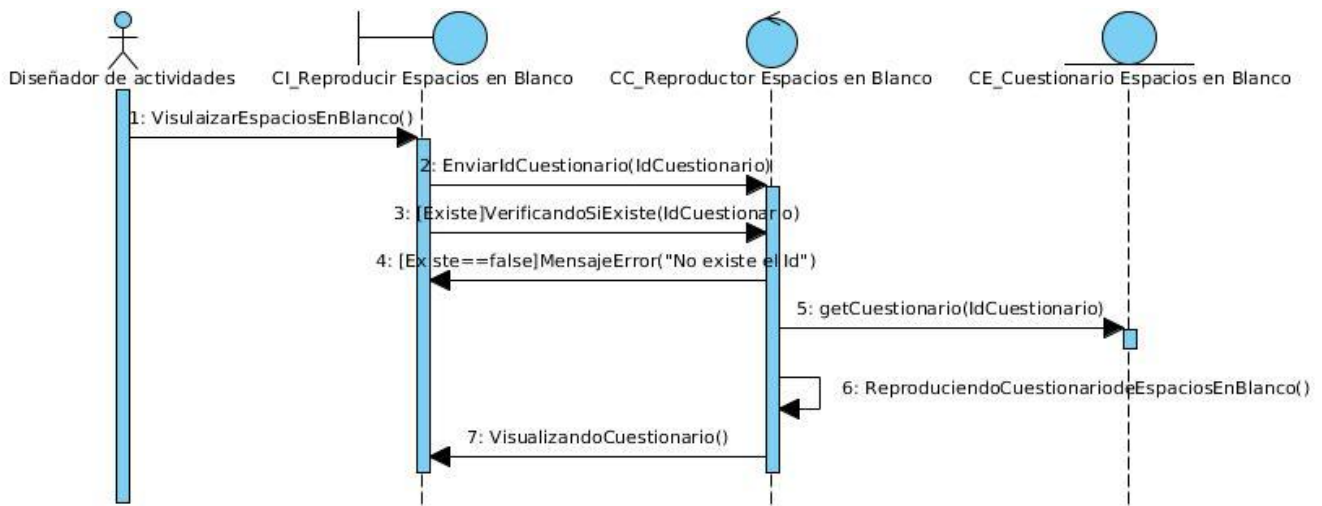 Diseñador de actividades
CI_Reproducir Espacios en Blanco
CC_Reproductor Espacios en Blanco
CE_Cuestionario Espacios en Blanco
1: VisulaizarEspaciosEnBlanco()
2: EnviarIdCuestionario(IdCuestionario)
3: [Existe]VerificandoSiExiste(IdCuestionario)
4: [Existe==false]MensajeError("No existe el Id")
5: getCuestionario(IdCuestionario)
6: ReproduciendoCuestionariodeEspaciosEnBlanco()
7: VisualizandoCuestionario()